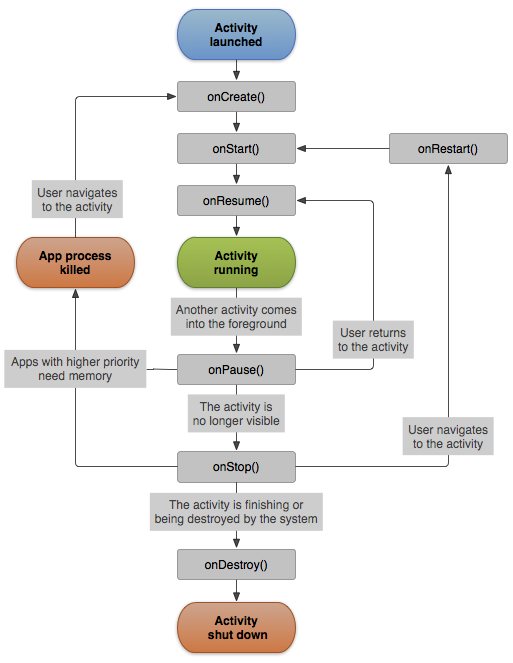 Activity
launched
onCreate()
onStart()
onRestart()
User navigates
to the activity
onResume()
App process
killed
Activity
running
Another activity comes
into the foreground
User returns
to the activity
Apps with higher priority
need memory
onPause()
The activity is
no longer visible
User navigates
to the activity
onStop()
The activity is finishing or
being destroyed by the system
onDestroy()
Activity
shut down